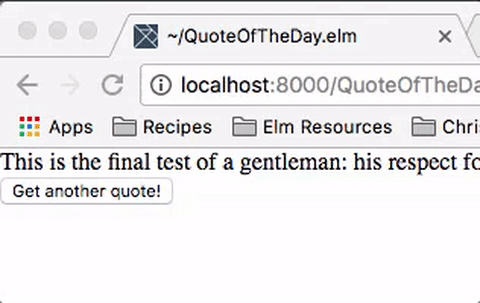 ~/QuoteOfTheDay.elm
localhost:8000/QuoteOfTheDa
Apps Recipes Elm Resources Chris
This is the final test of a gentleman: his respect fo
Get another quote!